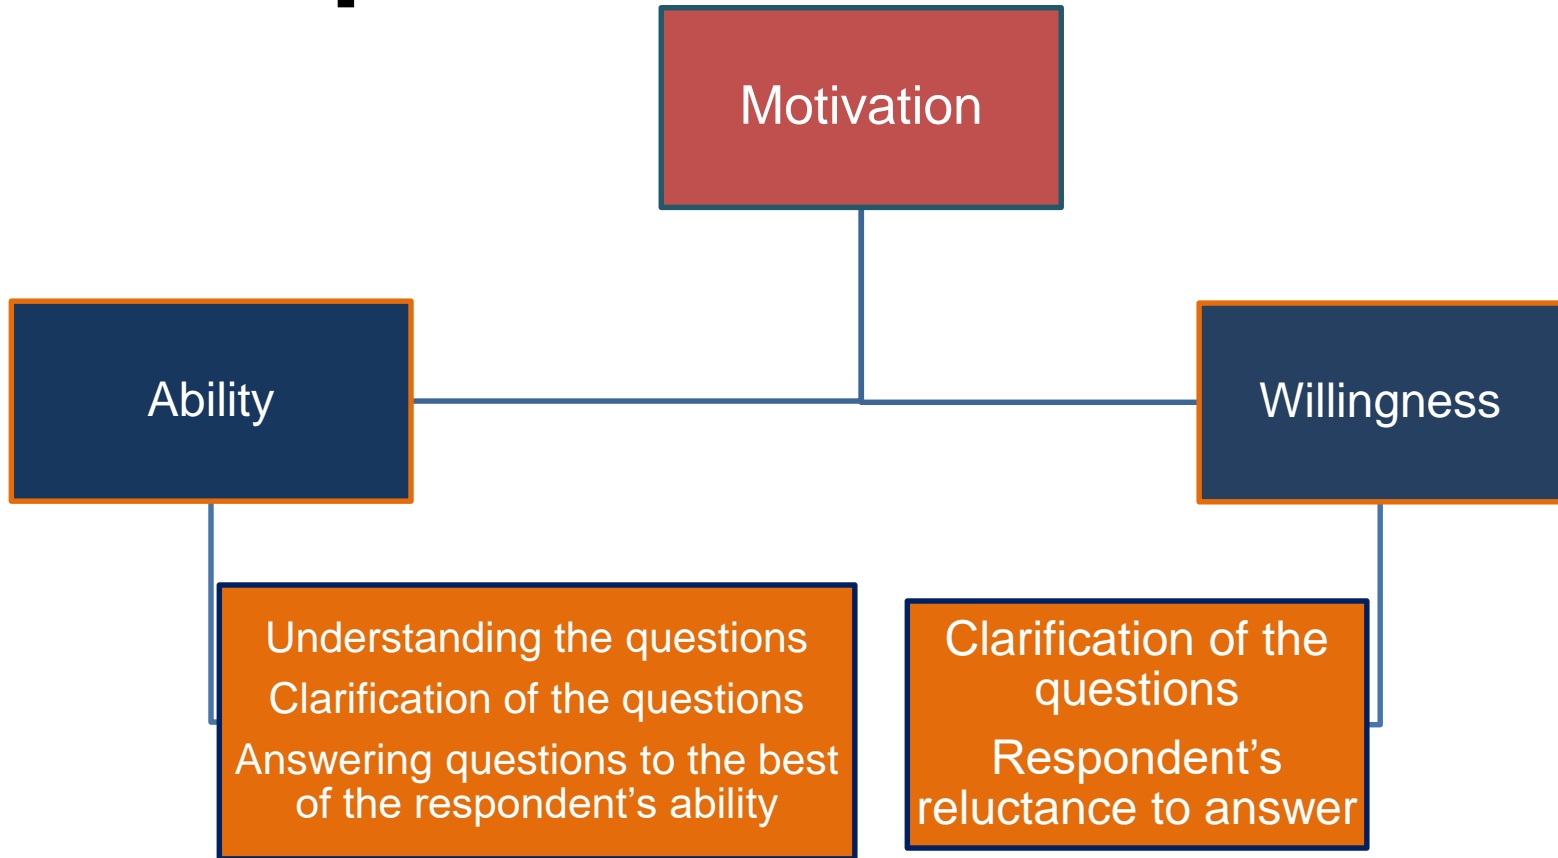 Motivation
Ability
Willingness
Understanding the questions
Clarification of the questions
Answering questions to the best
of the respondent’s ability
Clarification of the
questions
Respondent’s
reluctance to answer